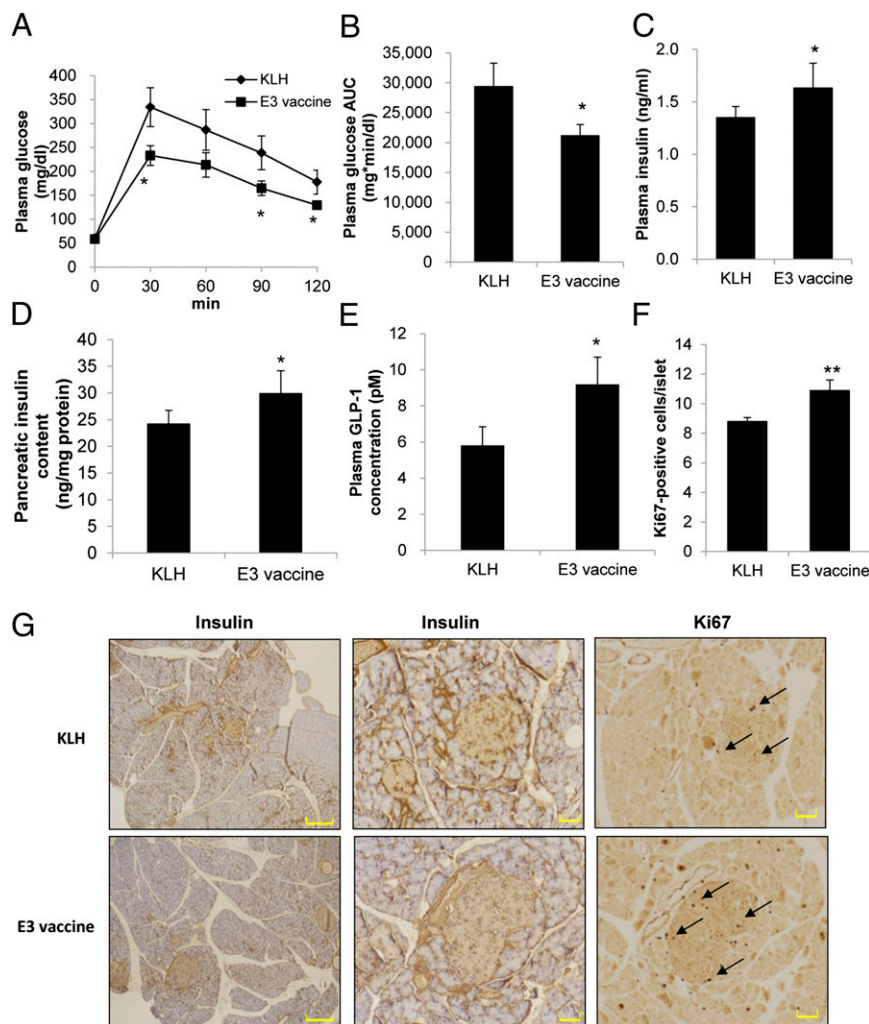 A
Plasma glucose
(mg/dl)
400
350
300
250
200
150
100
50
0
KLH
E3 vaccine
*
*
*
0
30
60
90
120
min
B
Plasma glucose AUC
(mg*min/dl)
35,000
30,000
25,000
20,000
15,000
10,000
5,000
0
*
KLH
E3 vaccine
C
Plasma insulin (ng/ml)
2.0
1.5
1.0
0.5
0.0
*
KLH
E3 vaccine
D
Pancreatic insulin
content
(ng/mg protein)
40
35
30
25
20
15
10
5
0
*
KLH
E3 vaccine
E
Plasma GLP-1
concentration (pM)
12
10
8
6
4
2
0
*
KLH
E3 vaccine
F
Ki67-positive cells/islet
14
12
10
8
6
4
2
0
**
KLH
E3 vaccine
G
Insulin
Insulin
Ki67
KLH
E3 vaccine